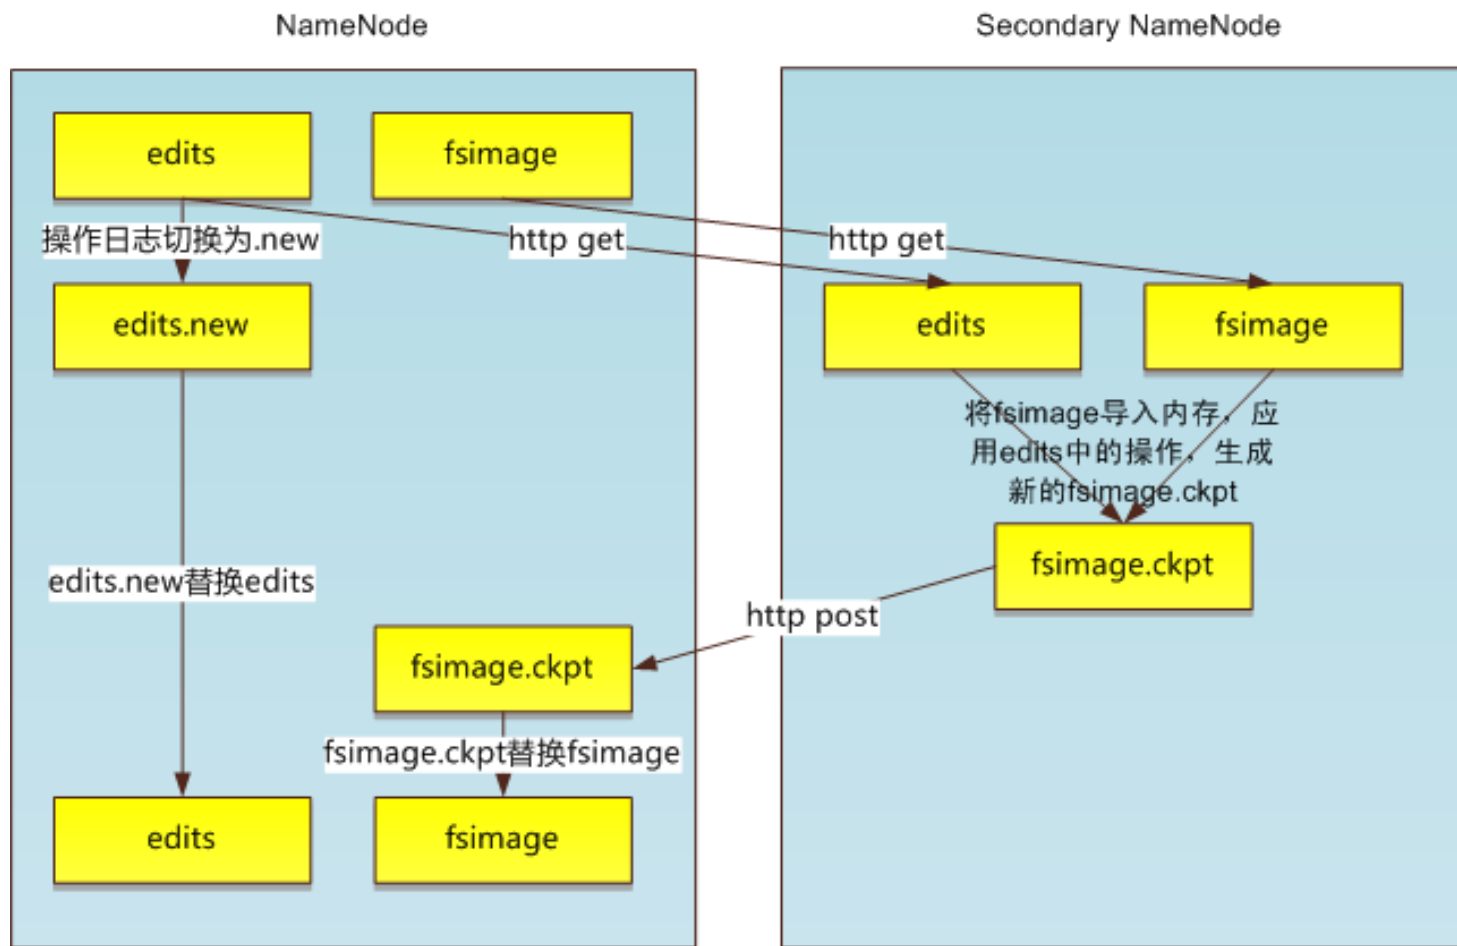 NameNode
Secondary NameNode
edits
fsimage
操作日志切换为.new
http get
http get
edits.new
edits
fsimage
将fsimage导入内存，应
用edits中的操作，生成
新的fsimage.ckpt
fsimage.ckpt
edits.new替换edits
http post
fsimage.ckpt
fsimage.ckpt替换fsimage
edits
fsimage